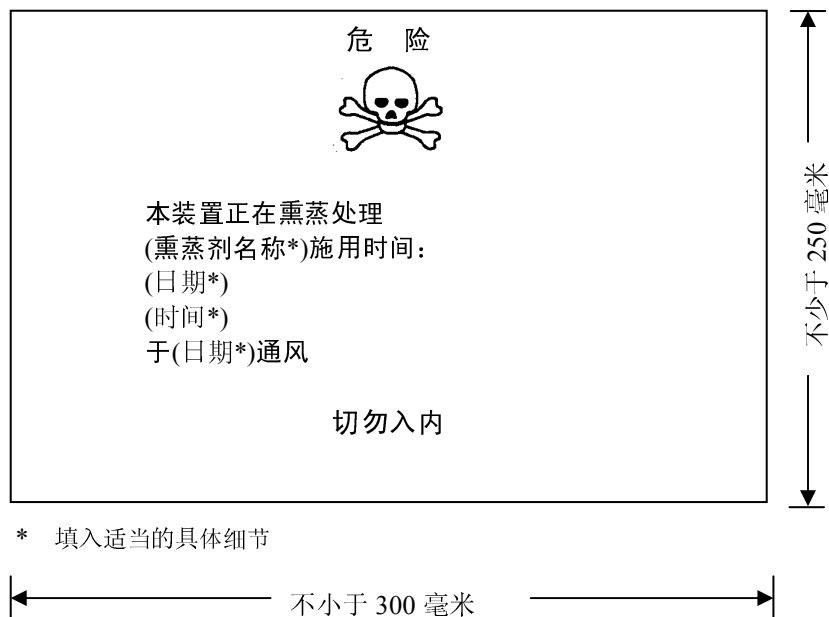 危 险
本装置正在熏蒸处理
(熏蒸剂名称*)施用时间：
(日期*)
(时间*)
于(日期*)通风
切勿入内
不少于 250 毫米
* 填入适当的具体细节
不小于 300 毫米